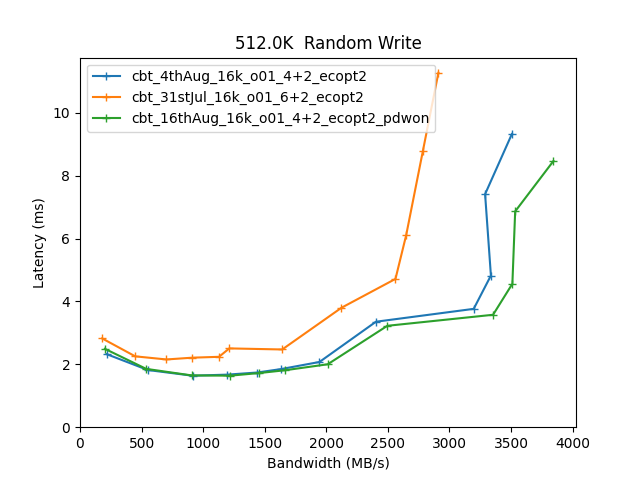 512.0K  Random Write
cbt_4thAug_16k_o01_4+2_ecopt2
cbt_31stJul_16k_o01_6+2_ecopt2
cbt_16thAug_16k_o01_4+2_ecopt2_pdwon
10
8
6
4
2
0
Latency (ms)
0 500 1000 1500 2000 2500 3000 3500 4000
Bandwidth (MB/s)